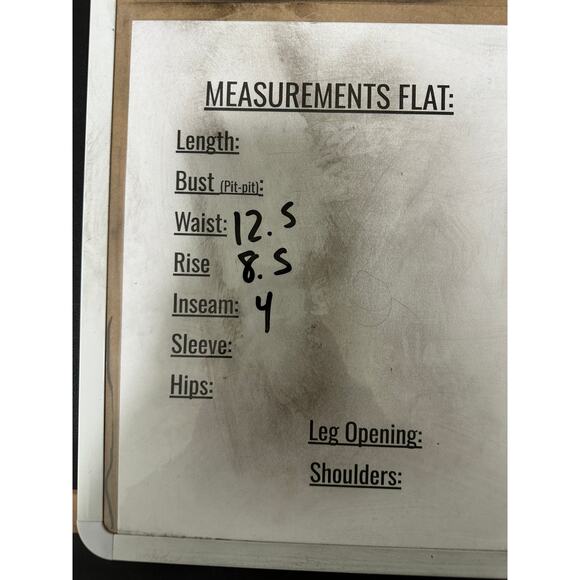 MEASUREMENTS FLAT:
Length:
Bust (Pit-pit):
Waist: 12.5
Rise 8.5
Inseam: 4
Sleeve:
Hips:
Leg Opening:
Shoulders: